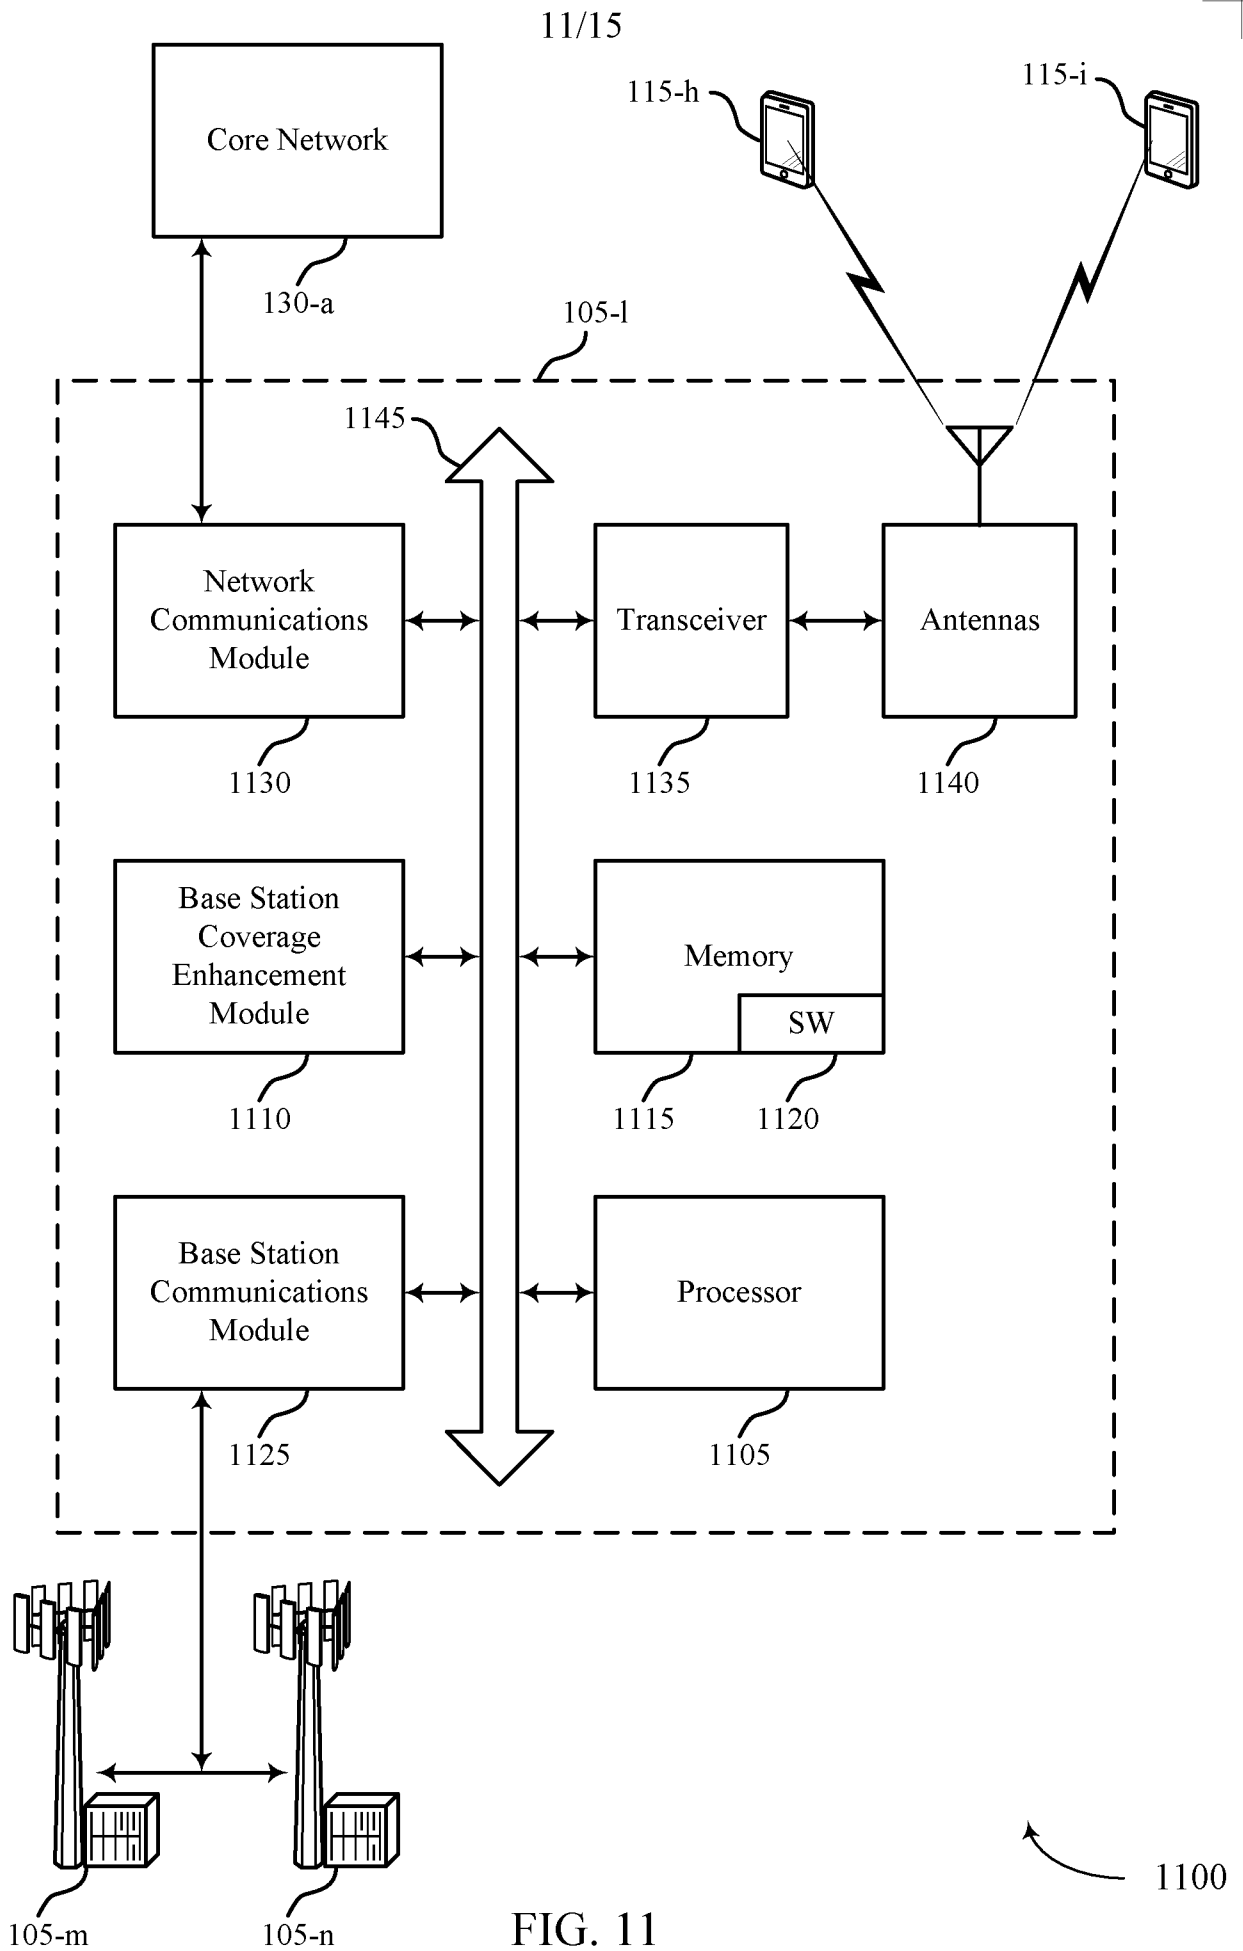 11/15
Core Network
130-a
115-h
115-i
105-l
1145
Network
Communications
Module
1130
Transceiver
1135
Antennas
1140
Base Station
Coverage
Enhancement
Module
1110
Memory
SW
1115
1120
Base Station
Communications
Module
1125
Processor
1105
105-m
105-n
1100
FIG. 11